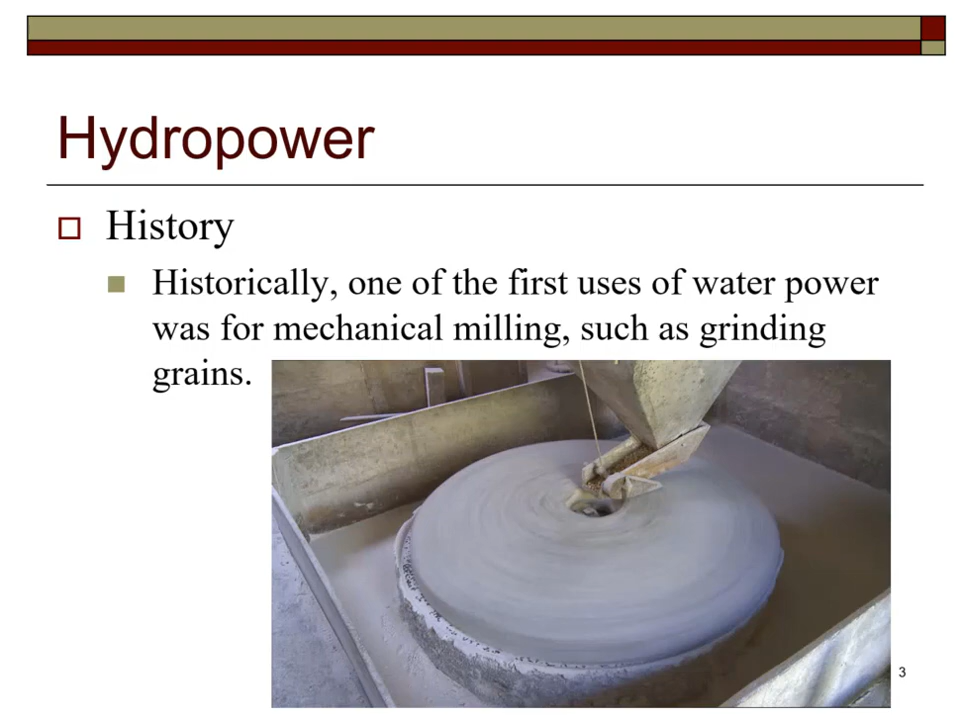 Hydropower
History
Historically, one of the first uses of water power
was for mechanical milling, such as grinding
grains.
3